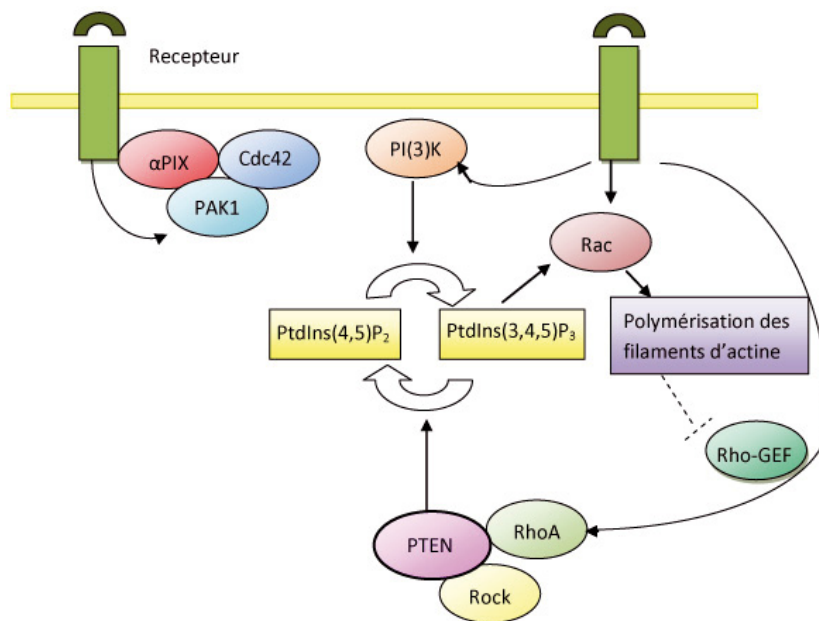 Recepteur
αPIX
Cdc42
PAK1
PI(3)K
Rac
PtdIns(4,5)P₂
PtdIns(3,4,5)P₃
Polymérisation des
filaments d'actine
Rho-GEF
PTEN
RhoA
Rock